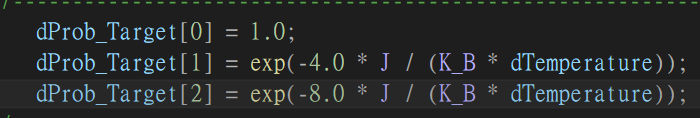 /------------------------------------------------------------
dProb_Target[0] = 1.0;
dProb_Target[1] = exp(-4.0 * J / (K_B * dTemperature));
dProb_Target[2] = exp(-8.0 * J / (K_B * dTemperature));